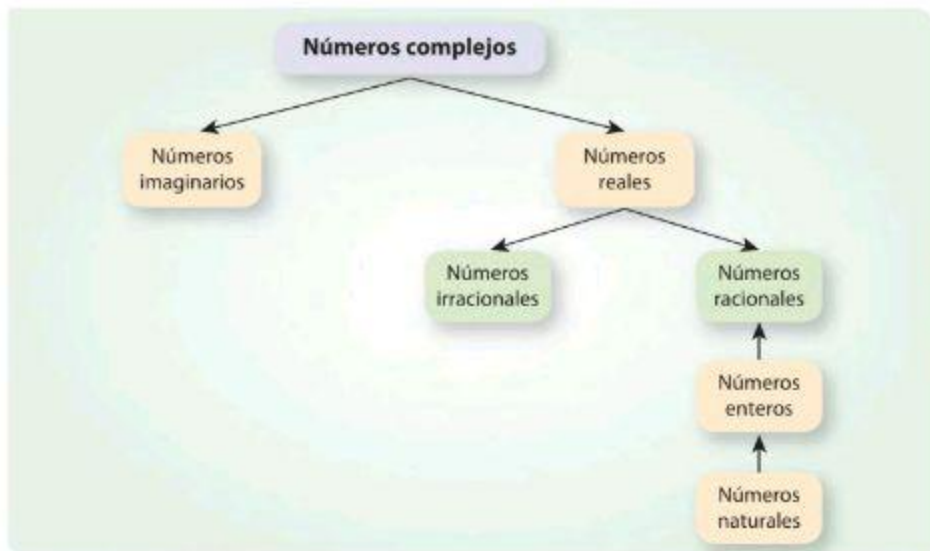 Números complejos
Números
imaginarios
Números
reales
Números
irracionales
Números
racionales
Números
enteros
Números
naturales